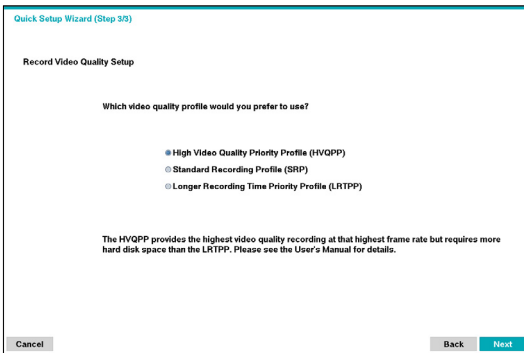 Quick Setup Wizard (Step 3/3)
Record Video Quality Setup
Which video quality profile would you prefer to use?
High Video Quality Priority Profile (HVQPP)
Standard Recording Profile (SRP)
Longer Recording Time Priority Profile (LRTPP)
The HVQPP provides the highest video quality recording at that highest frame rate but requires more
hard disk space than the LRTPP. Please see the User's Manual for details.
Cancel
Back
Next